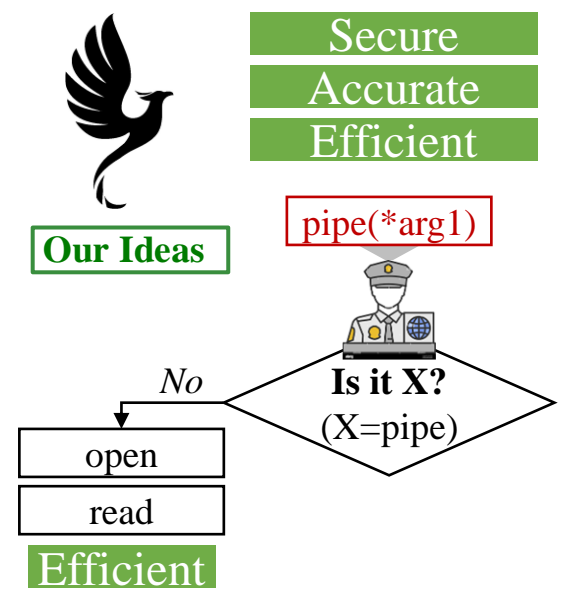 Secure
Accurate
Efficient
pipe(*arg1)
Our Ideas
Is it X?
(X=pipe)
No
open
read
Efficient